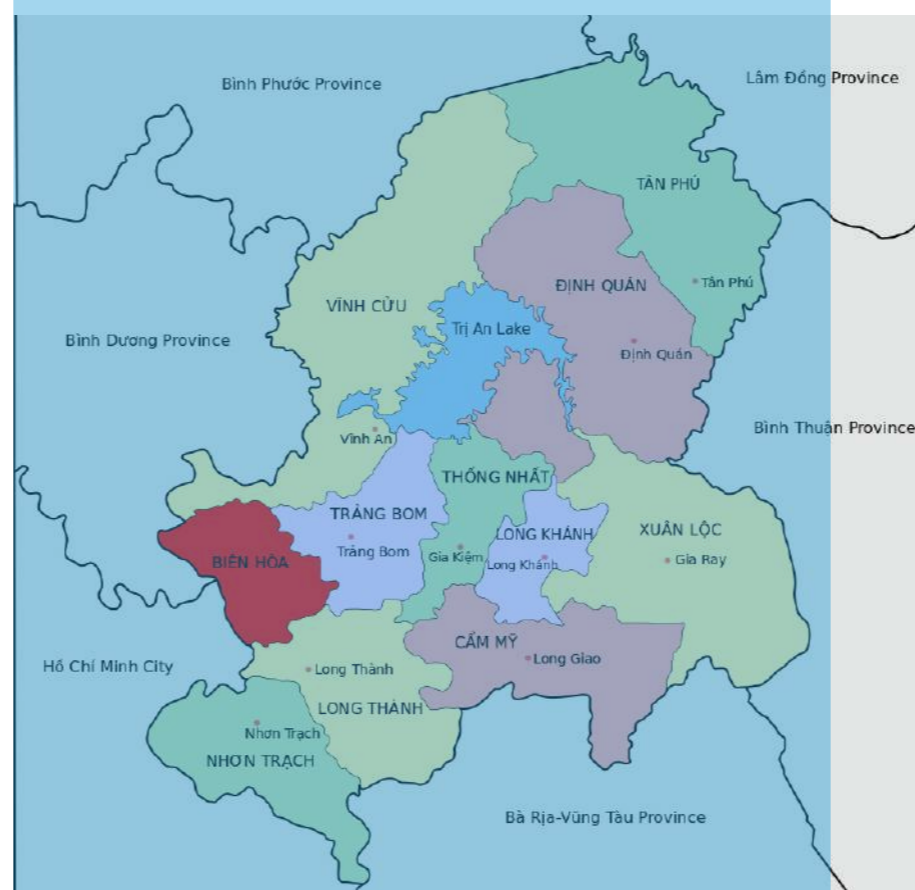 Bình Phước Province
Lâm Đồng Province
TÂN PHÚ
Tân Phú
ĐỊNH QUÁN
VĨNH CỬU
Trị An Lake
Bình Dương Province
Định Quán
Bình Thuận Province
Vĩnh An
THỐNG NHẤT
TRẢNG BOM
LONG KHÁNH
XUÂN LỘC
Trảng Bom
Gia Kiệm
Long Khánh
Gia Ray
BIÊN HÒA
CẨM MỸ
Hồ Chí Minh City
Long Thành
Long Giao
LONG THÀNH
Nhơn Trạch
NHƠN TRẠCH
Bà Rịa-Vũng Tàu Province